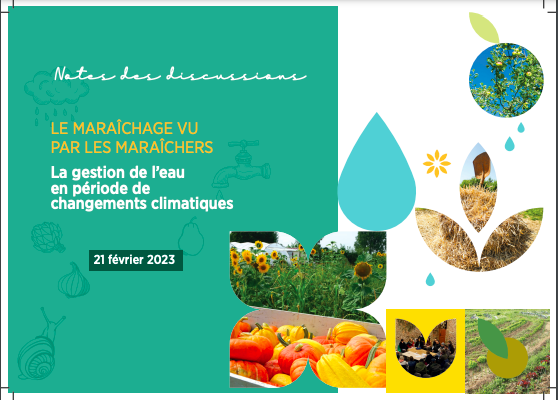 Notes des discussions
LE MARAÎCHAGE VU
PAR LES MARAÎCHERS
La gestion de l'eau
en période de
changements climatiques
21 février 2023